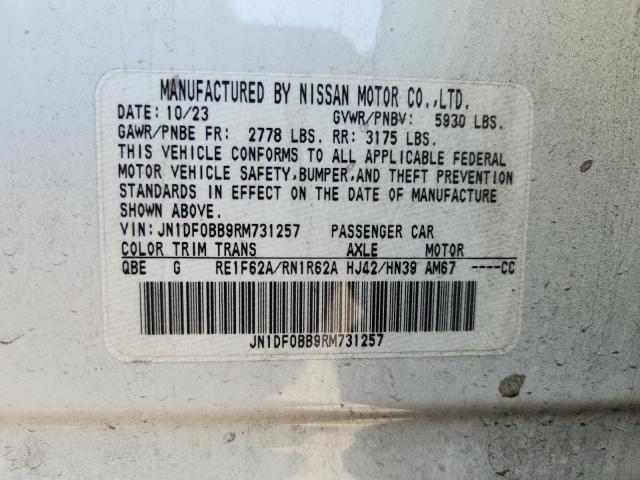 MANUFACTURED BY NISSAN MOTOR CO.,LTD.
DATE: 10/23 GVWR/PNBV: 5930 LBS.
GAWR/PNBE FR: 2778 LBS. RR: 3175 LBS.
THIS VEHICLE CONFORMS TO ALL APPLICABLE FEDERAL
MOTOR VEHICLE SAFETY,BUMPER,AND THEFT PREVENTION
STANDARDS IN EFFECT ON THE DATE OF MANUFACTURE
SHOWN ABOVE.
VIN: JN1DF0BB9RM731257 PASSENGER CAR
COLOR TRIM TRANS AXLE MOTOR
QBE G RE1F62A/RN1R62A HJ42/HN39 AM67 ----CC
JN1DF0BB9RM731257